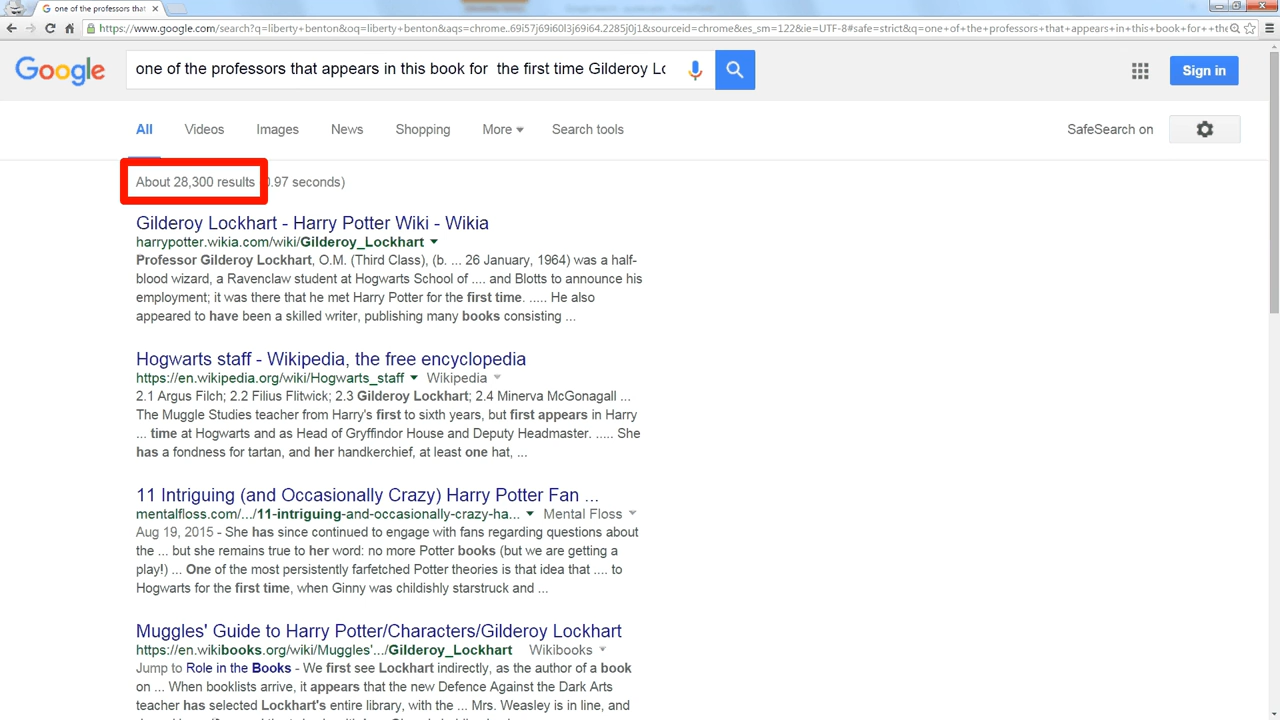 one of the professors that
https://www.google.com/search?q=liberty+benton&oq=liberty+benton&aqs=chrome..69i57j69i60j69i64.2285j0j1&sourceid=chrome&es_sm=122&ie=UTF-8#safe=strict&q=one+of+the+professors+that+appears+in+this+book+for++the
Google
one of the professors that appears in this book for the first time Gilderoy Lo
Sign in
All Videos Images News Shopping More Search tools SafeSearch on
About 28,300 results 0.97 seconds)
Gilderoy Lockhart - Harry Potter Wiki - Wikia
harrypotter.wikia.com/wiki/Gilderoy_Lockhart
Professor Gilderoy Lockhart, O.M. (Third Class), (b. ... 26 January, 1964) was a half-
blood wizard, a Ravenclaw student at Hogwarts School of .... and Blotts to announce his
employment; it was there that he met Harry Potter for the first time. ..... He also
appeared to have been a skilled writer, publishing many books consisting ...
Hogwarts staff - Wikipedia, the free encyclopedia
https://en.wikipedia.org/wiki/Hogwarts_staff Wikipedia
2.1 Argus Filch; 2.2 Filius Flitwick; 2.3 Gilderoy Lockhart; 2.4 Minerva McGonagall ...
The Muggle Studies teacher from Harry's first to sixth years, but first appears in Harry
... time at Hogwarts and as Head of Gryffindor House and Deputy Headmaster. ..... She
has a fondness for tartan, and her handkerchief, at least one hat, ...
11 Intriguing (and Occasionally Crazy) Harry Potter Fan ...
mentalfloss.com/.../11-intriguing-and-occasionally-crazy-ha... Mental Floss
Aug 19, 2015 - She has since continued to engage with fans regarding questions about
the ... but she remains true to her word: no more Potter books (but we are getting a
play!) ... One of the most persistently farfetched Potter theories is that idea that .... to
Hogwarts for the first time, when Ginny was childishly starstruck and ...
Muggles' Guide to Harry Potter/Characters/Gilderoy Lockhart
https://en.wikibooks.org/wiki/Muggles'.../Gilderoy_Lockhart Wikibooks
Jump to Role in the Books - We first see Lockhart indirectly, as the author of a book
on ... When booklists arrive, it appears that the new Defence Against the Dark Arts
teacher has selected Lockhart's entire library, with the ... Mrs. Weasley is in line, and